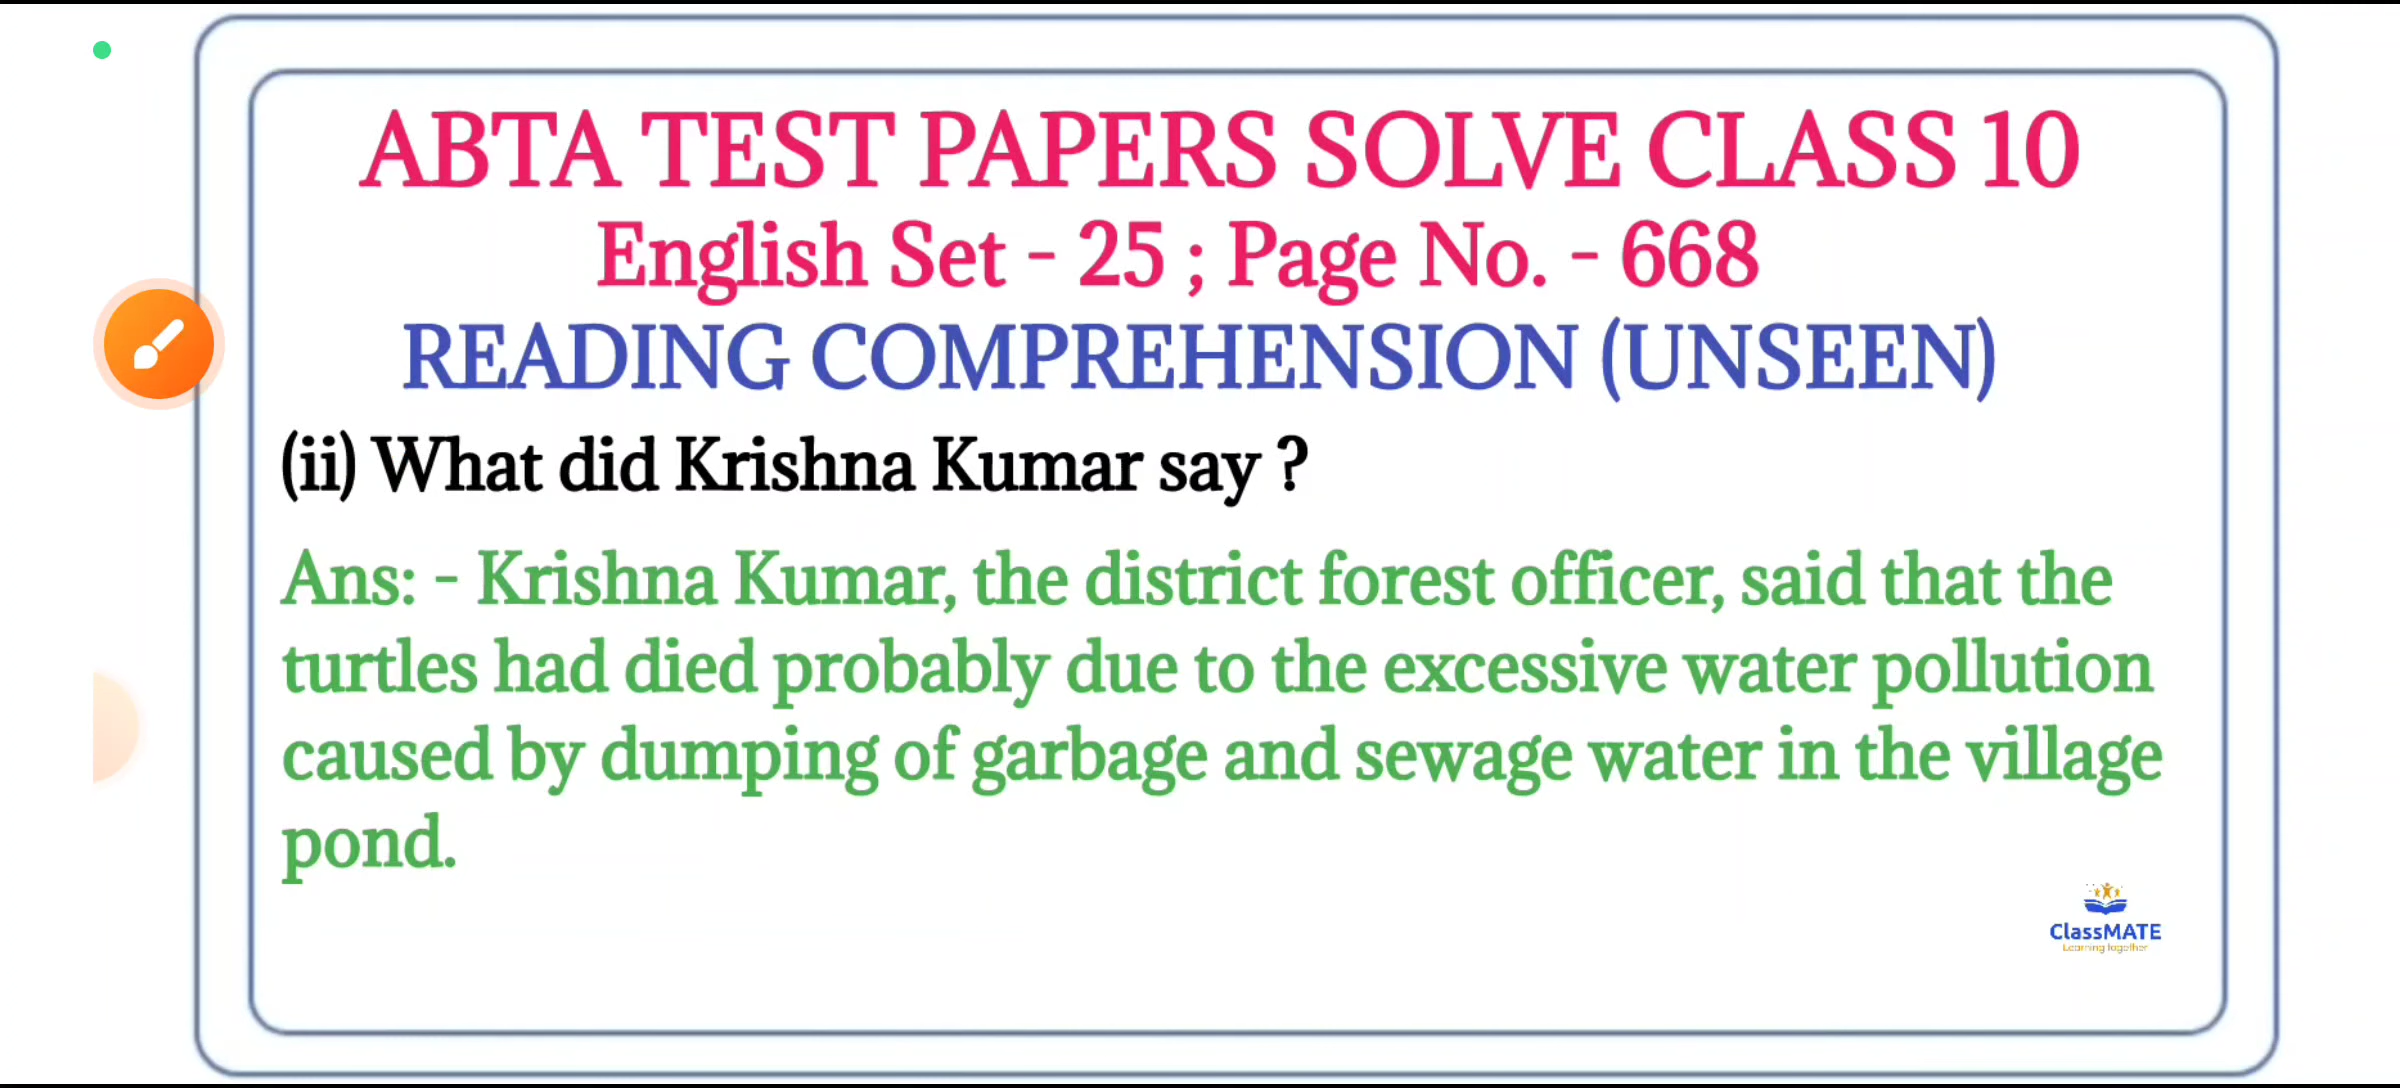 ABTA TEST PAPERS SOLVE CLASS 10
English Set - 25 ; Page No. - 668
READING COMPREHENSION (UNSEEN)
(ii) What did Krishna Kumar say ?
Ans: - Krishna Kumar, the district forest officer, said that the
turtles had died probably due to the excessive water pollution
caused by dumping of garbage and sewage water in the village
pond.
ClassMATE
Learning together